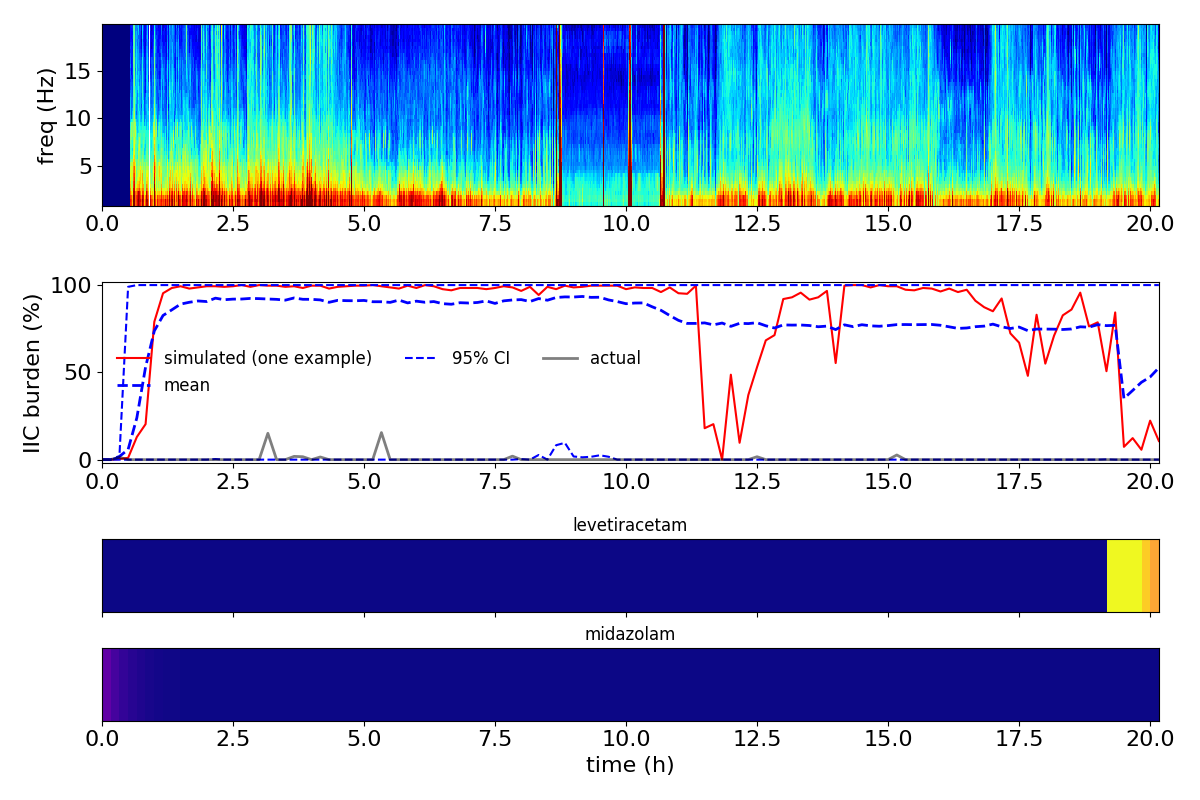 freq (Hz)
15
10
5
0.0 2.5 5.0 7.5 10.0 12.5 15.0 17.5 20.0
IIC burden (%)
100
50
0
simulated (one example) 95% CI actual
mean
0.0 2.5 5.0 7.5 10.0 12.5 15.0 17.5 20.0
levetiracetam
midazolam
0.0 2.5 5.0 7.5 10.0 12.5 15.0 17.5 20.0
time (h)